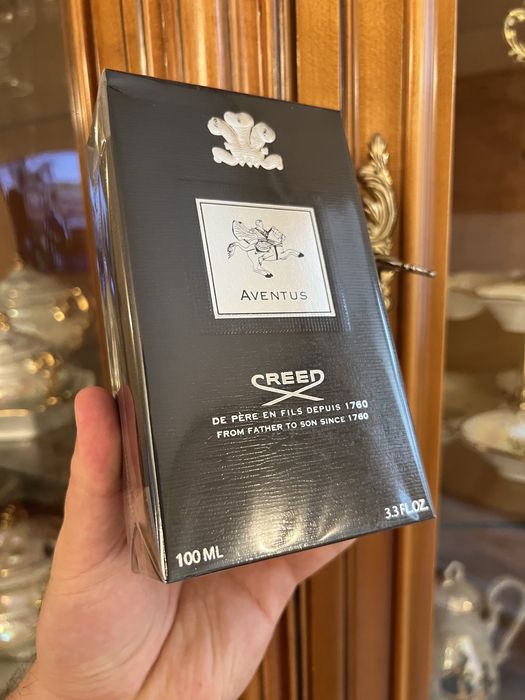 AVENTUS
CREED
DE PÈRE EN FILS DEPUIS 1760
FROM FATHER TO SON SINCE 1760
100 ML
3.3 FL.OZ.